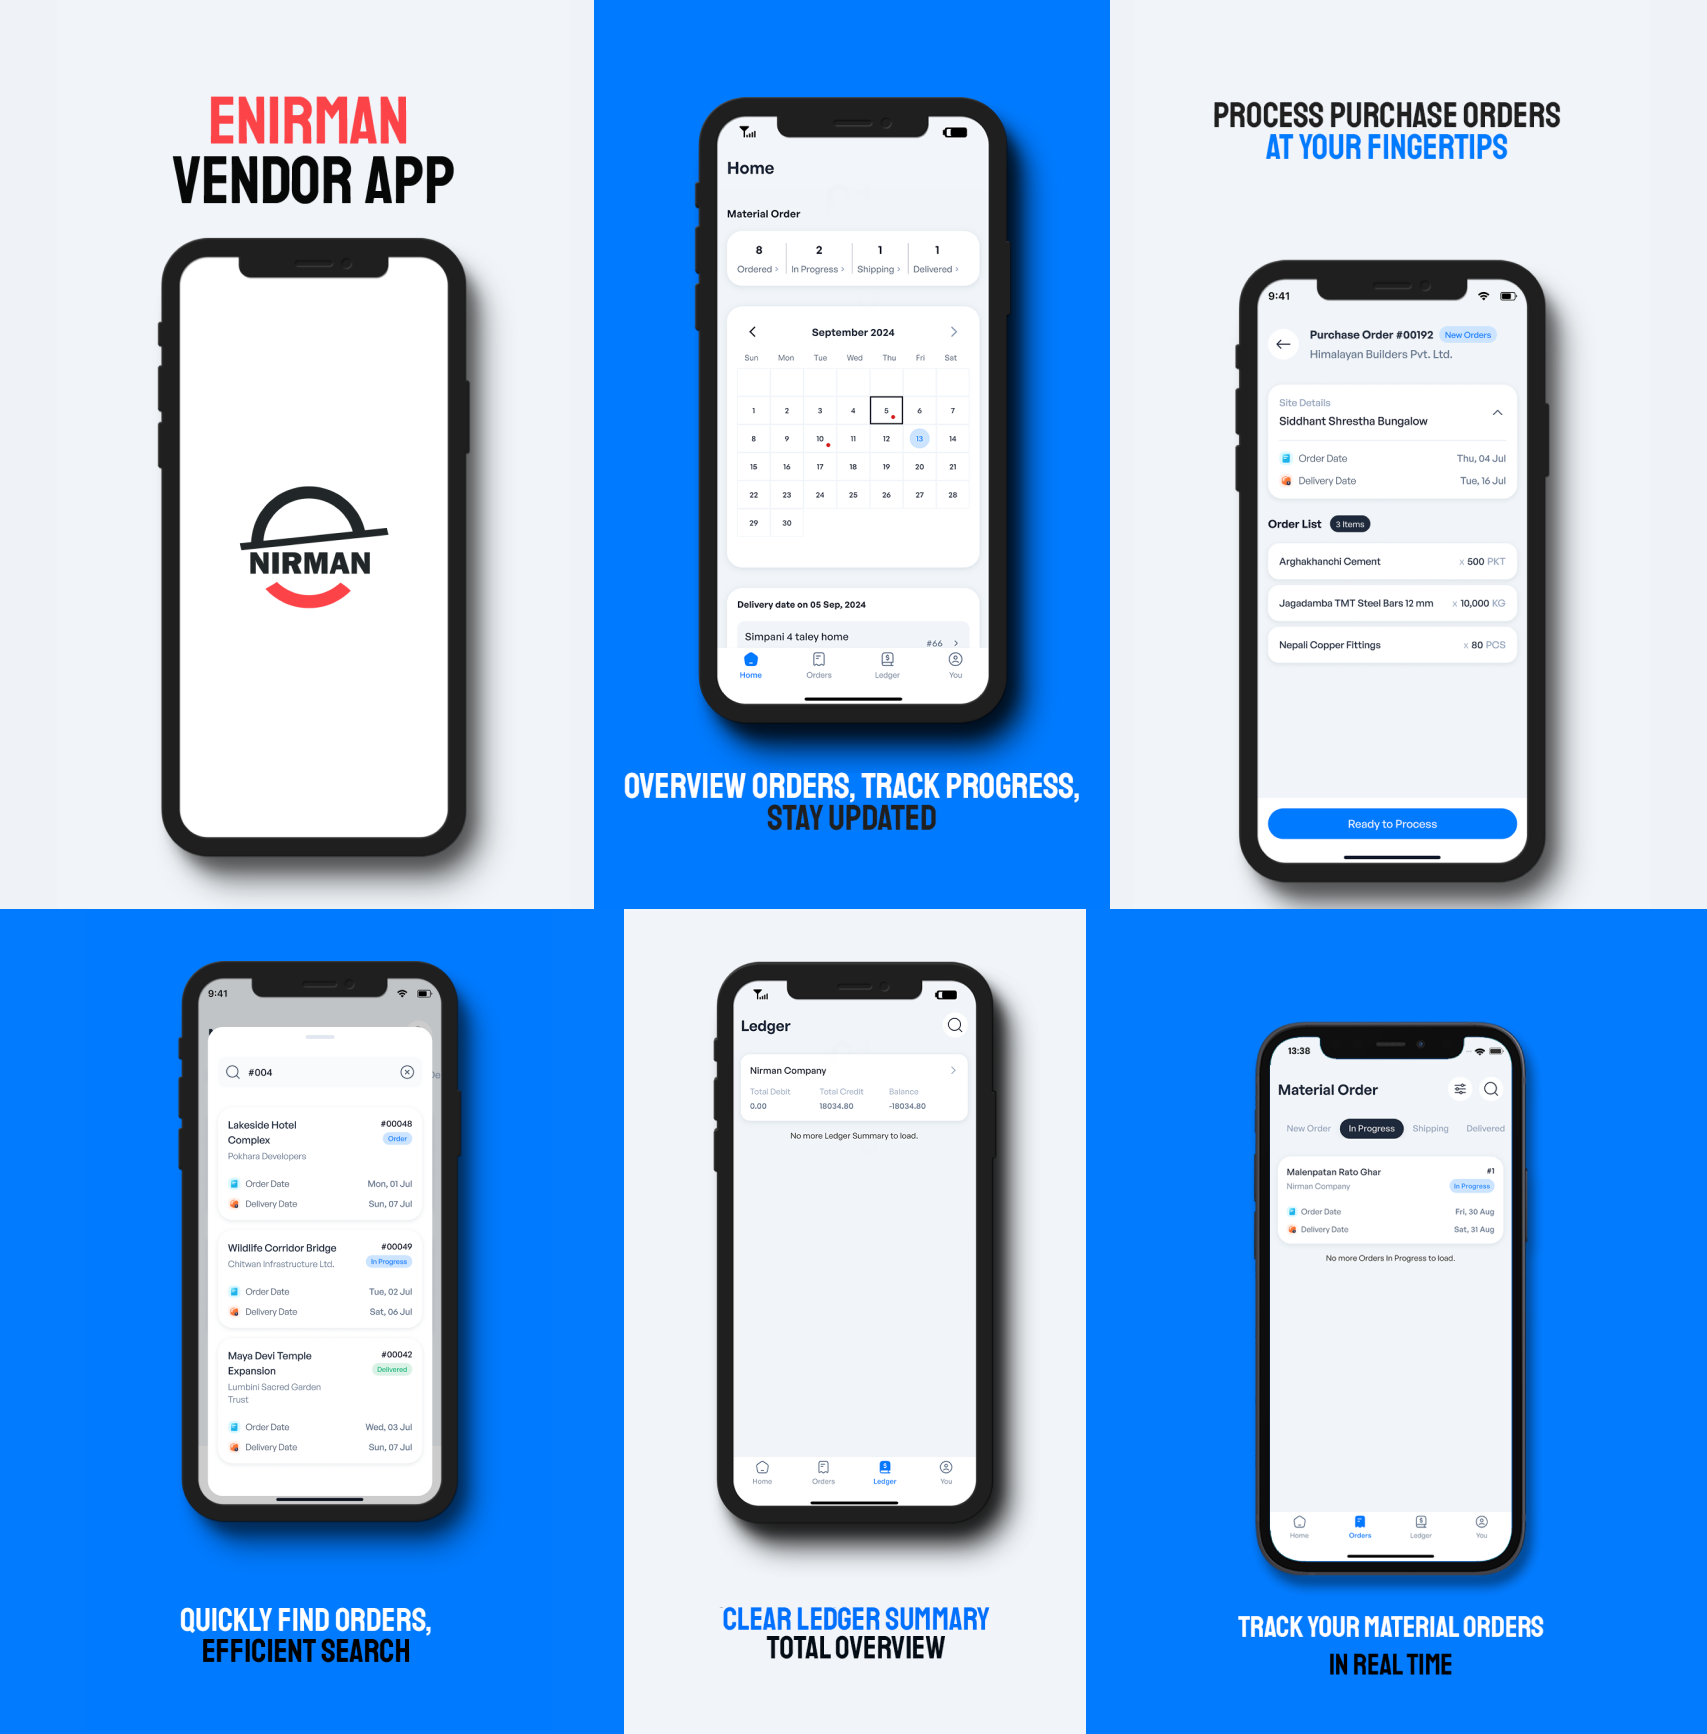 ENIRMAN
VENDOR APP
NIRMAN
Home
Material Order
8 2 1 1
Ordered > In Progress > Shipping > Delivered >
September 2024
Sun Mon Tue Wed Thu Fri Sat
1 2 3 4 5 6 7
8 9 10 11 12 13 14
15 16 17 18 19 20 21
22 23 24 25 26 27 28
29 30
Delivery date on 05 Sep, 2024
Simpani 4 taley home
#66 >
Home Orders Ledger You
OVERVIEW ORDERS, TRACK PROGRESS,
STAY UPDATED
PROCESS PURCHASE ORDERS
AT YOUR FINGERTIPS
9:41
Purchase Order #00192 New Orders
Himalayan Builders Pvt. Ltd.
Site Details
Siddhant Shrestha Bungalow
Order Date Thu, 04 Jul
Delivery Date Tue, 16 Jul
Order List 3 Items
Arghakhanchi Cement x 500 PKT
Jagadamba TMT Steel Bars 12 mm x 10,000 KG
Nepali Copper Fittings x 80 PCS
Ready to Process
9:41
#004
De
Lakeside Hotel #00048
Complex Order
Pokhara Developers
Order Date Mon, 01 Jul
Delivery Date Sun, 07 Jul
Wildlife Corridor Bridge #00049
Chitwan Infrastructure Ltd. In Progress
Order Date Tue, 02 Jul
Delivery Date Sat, 06 Jul
Maya Devi Temple #00042
Expansion Delivered
Lumbini Sacred Garden
Trust
Order Date Wed, 03 Jul
Delivery Date Sun, 07 Jul
QUICKLY FIND ORDERS,
EFFICIENT SEARCH
Ledger
Nirman Company
Total Debit Total Credit Balance
0.00 18034.80 -18034.80
No more Ledger Summary to load.
Home Orders Ledger You
CLEAR LEDGER SUMMARY
TOTAL OVERVIEW
13:38
Material Order
New Order In Progress Shipping Delivered
Malenpatan Rato Ghar #1
Nirman Company In Progress
Order Date Fri, 30 Aug
Delivery Date Sat, 31 Aug
No more Orders In Progress to load.
Home Orders Ledger You
TRACK YOUR MATERIAL ORDERS
IN REAL TIME